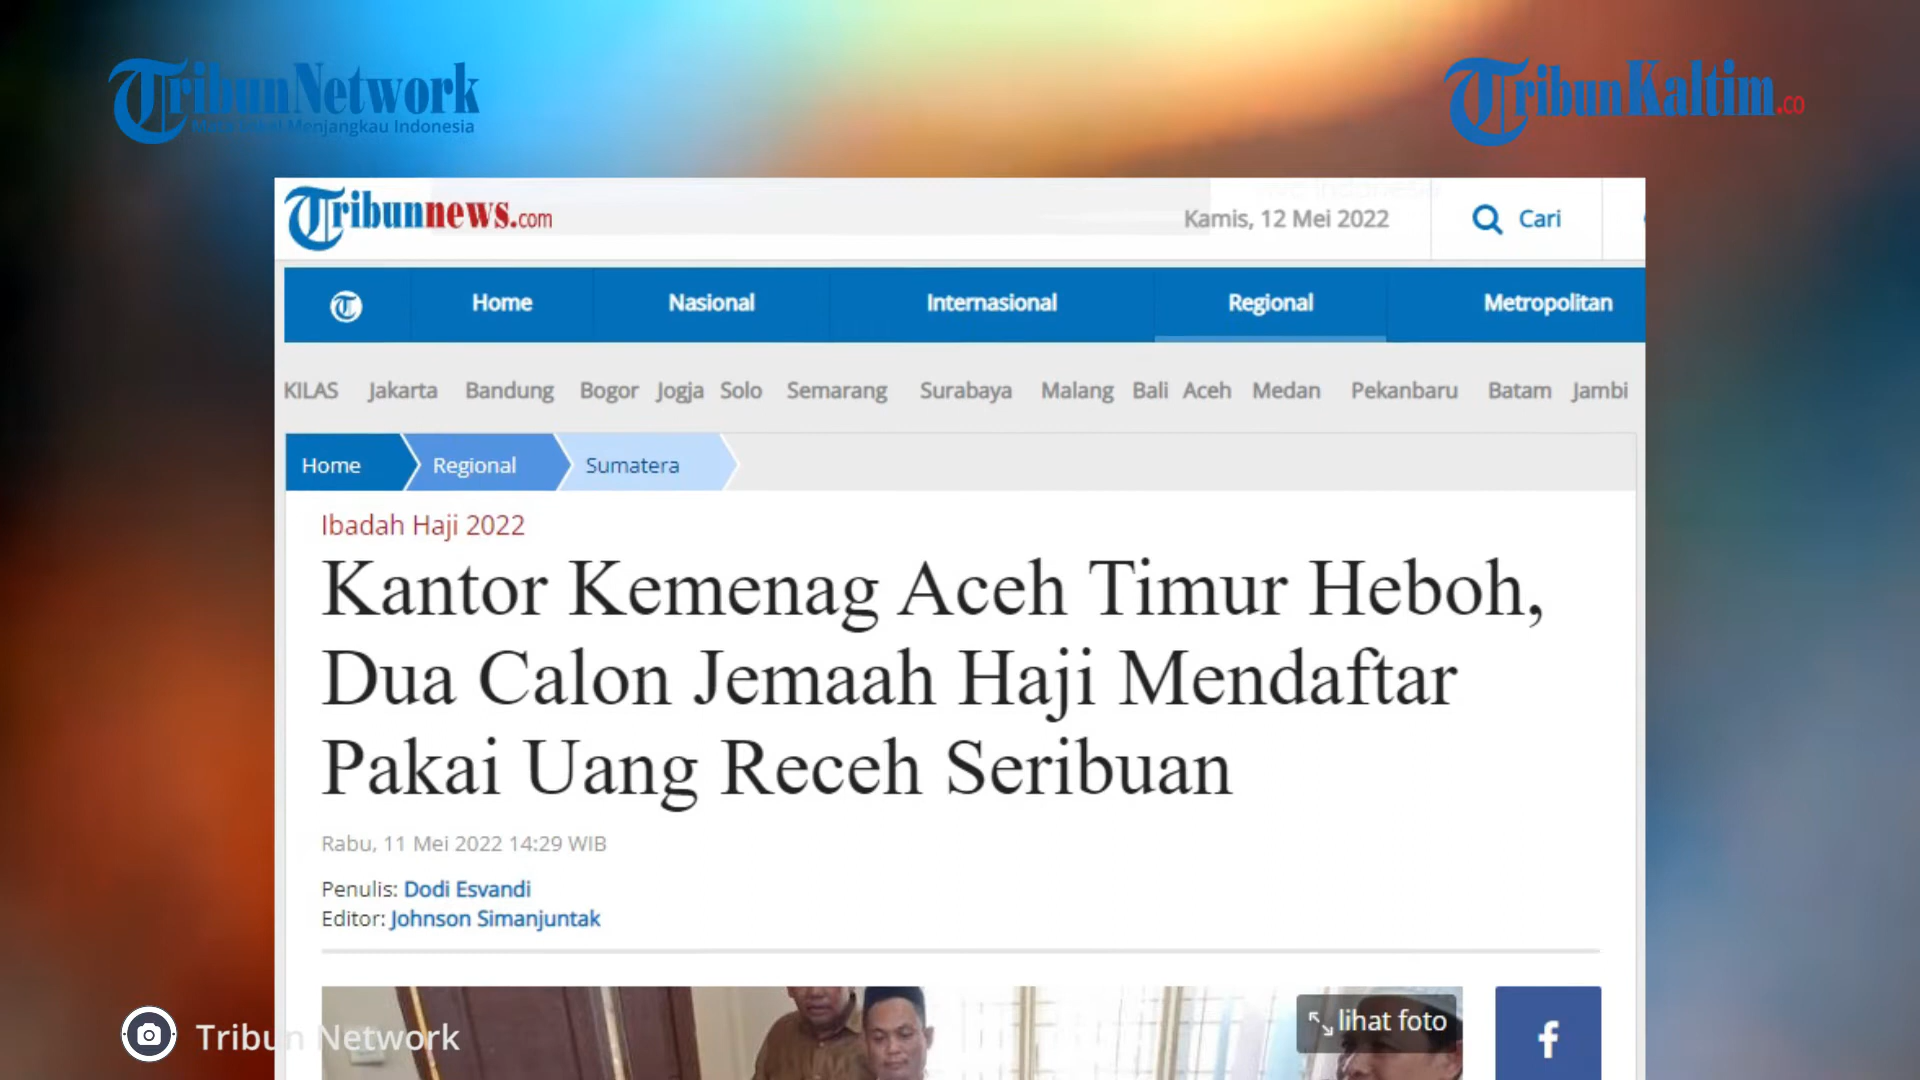 TribunNetwork
Menjangkau Indonesia
TribunKaltim.co
Tribunnews.com
Kamis, 12 Mei 2022
Cari
Home Nasional Internasional Regional Metropolitan
KILAS Jakarta Bandung Bogor Jogja Solo Semarang Surabaya Malang Bali Aceh Medan Pekanbaru Batam Jambi
Home Regional Sumatera
Ibadah Haji 2022
Kantor Kemenag Aceh Timur Heboh,
Dua Calon Jemaah Haji Mendaftar
Pakai Uang Receh Seribuan
Rabu, 11 Mei 2022 14:29 WIB
Penulis: Dodi Esvandi
Editor: Johnson Simanjuntak
lihat foto
f
Tribun Network